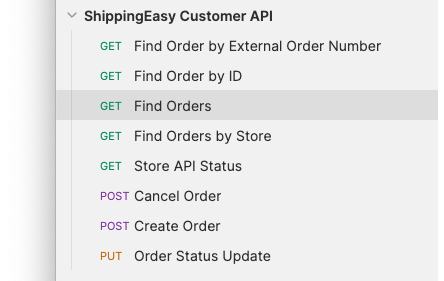 ShippingEasy Customer API
GET Find Order by External Order Number
GET Find Order by ID
GET Find Orders
GET Find Orders by Store
GET Store API Status
POST Cancel Order
POST Create Order
PUT Order Status Update